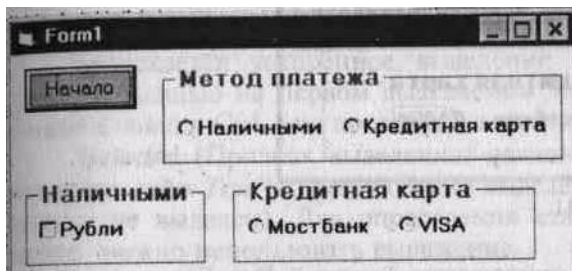 Form1
Начало
Метод платежа
Наличными Кредитная карта
Наличными Кредитная карта
Рубли Мостбанк VISA